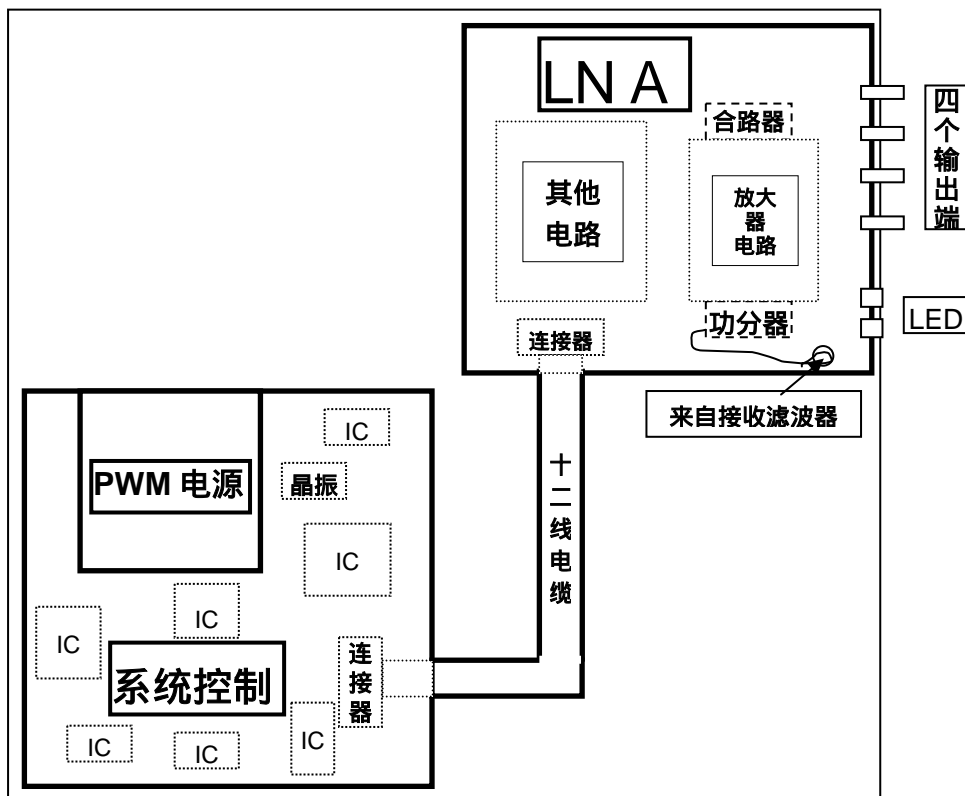 LN A
合路器
其他
电路
放大
器
电路
功分器
连接器
四
个
输
出
端
LED
来自接收滤波器
十
二
线
电
缆
PWM 电源
IC
晶振
IC
IC
IC
系统控制
连
接
器
IC
IC
IC